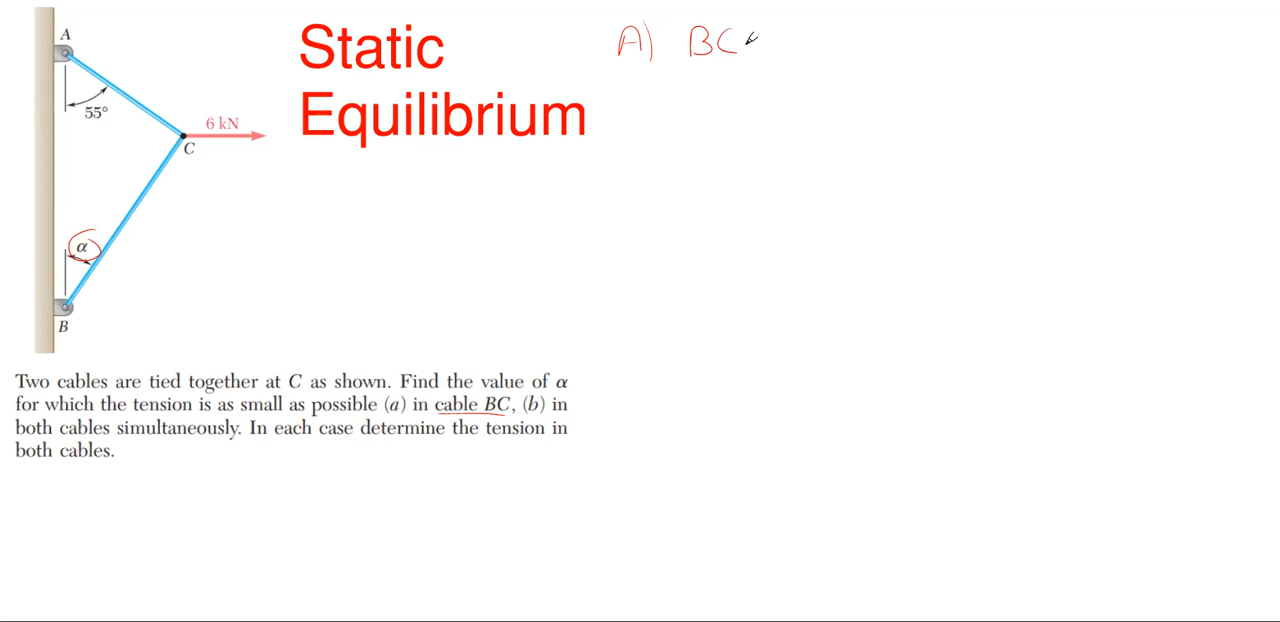 A
Static
A) BC
55°
6 kN
Equilibrium
C
α
B
Two cables are tied together at C as shown. Find the value of α
for which the tension is as small as possible (a) in cable BC, (b) in
both cables simultaneously. In each case determine the tension in
both cables.